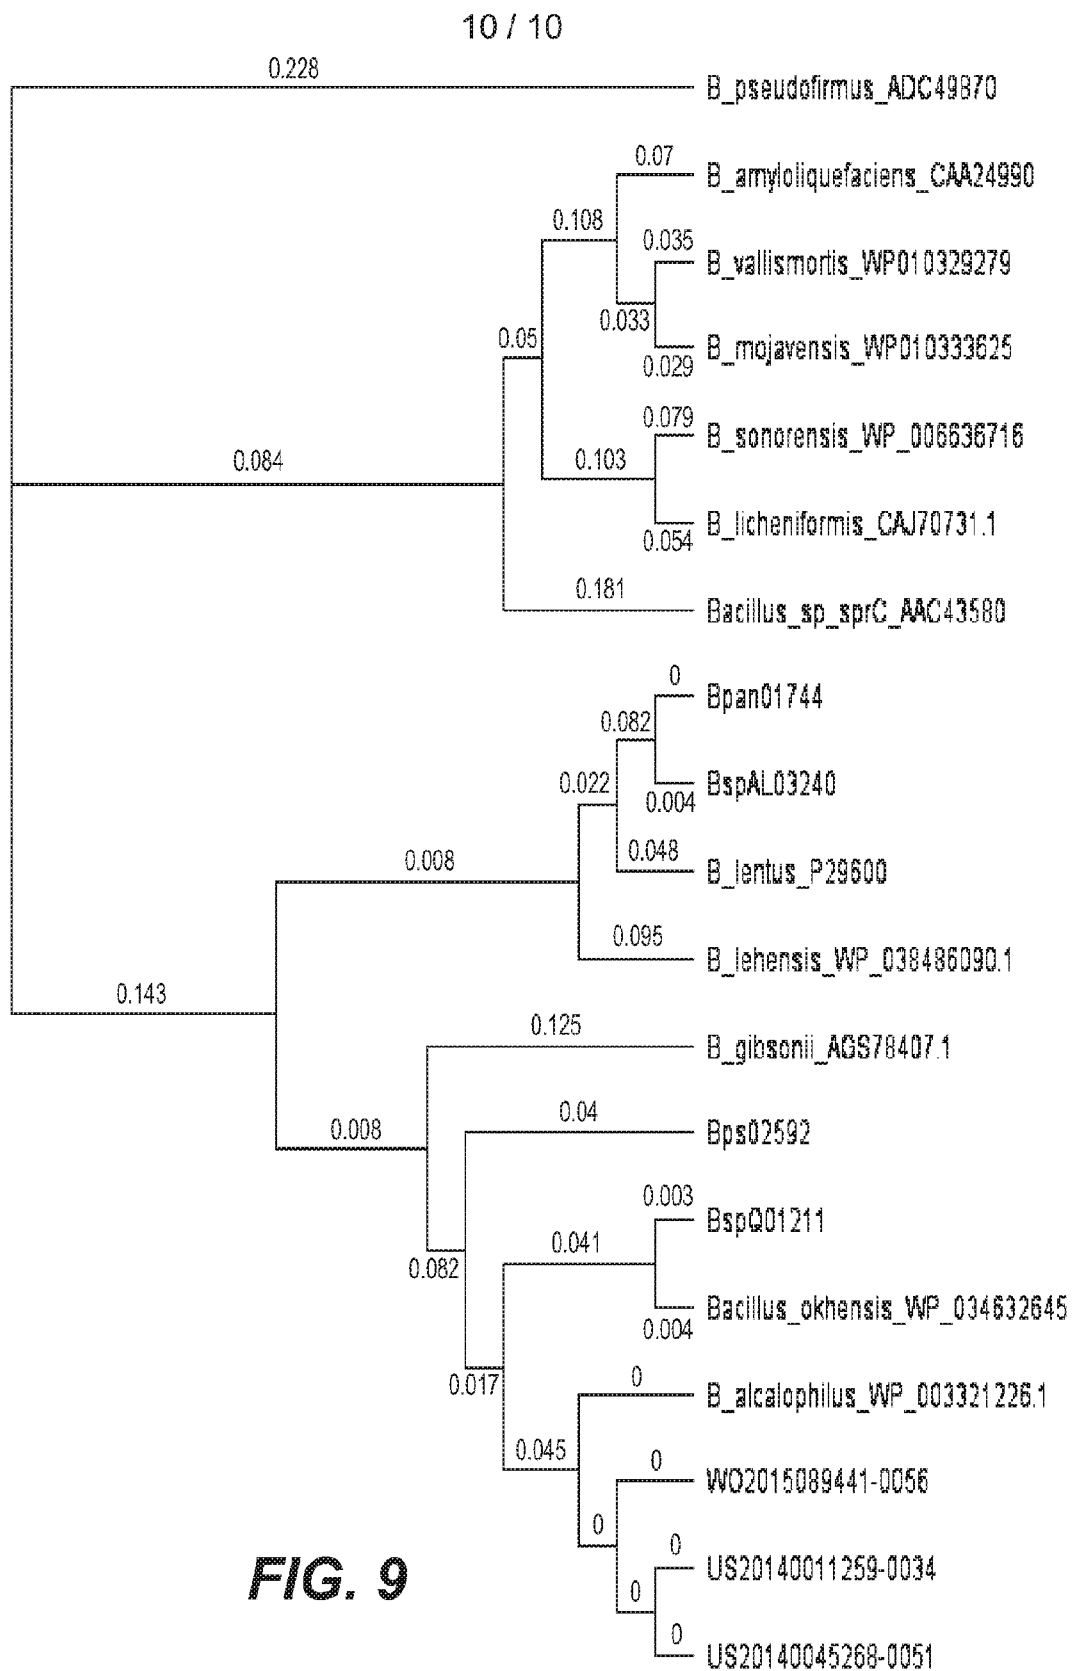 10 / 10
0.228
B_pseudofirmus_ADC49870
0.07
B_amyloliquefaciens_CAA24990
0.108
0.035
B_vallismortis_WP010329279
0.033
0.05
B_mojavensis_WP010333625
0.029
0.079
B_sonorensis_WP_006636716
0.084
0.103
B_licheniformis_CAJ70731.1
0.054
0.181
Bacillus_sp_sprC_AAC43580
0
Bpan01744
0.082
0.022
BspAL03240
0.004
0.008
0.048
B_lentus_P29600
0.095
B_lehensis_WP_038486090.1
0.143
0.125
B_gibsonii_AGS78407.1
0.008
0.04
Bps02592
0.003
BspQ01211
0.041
0.082
Bacillus_okhensis_WP_034632645
0.004
0.017
0
B_alcalophilus_WP_003321226.1
0.045
0
WO2015089441-0056
0
0
US20140011259-0034
0
0
US20140045268-0051
FIG. 9